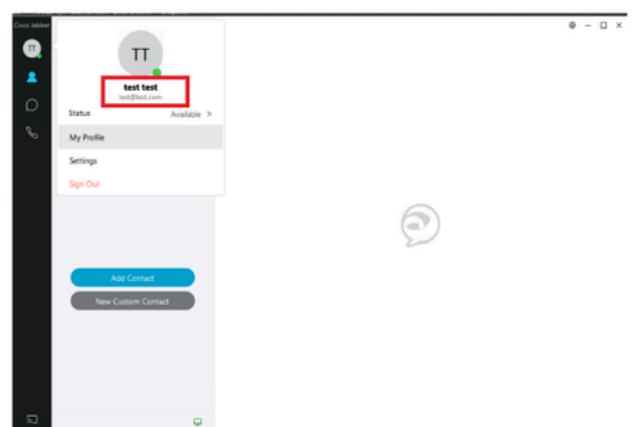 Cisco Jabber
TT
TT
test test
test@test.com
Status Available >
My Profile
Settings
Sign Out
Add Contact
New Custom Contact